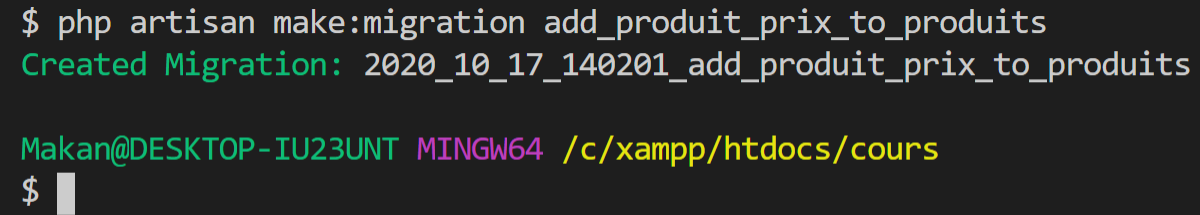 $ php artisan make:migration add_produit_prix_to_produits
Created Migration: 2020_10_17_140201_add_produit_prix_to_produits
Makan@DESKTOP-IU23UNT MINGW64 /c/xampp/htdocs/cours
$